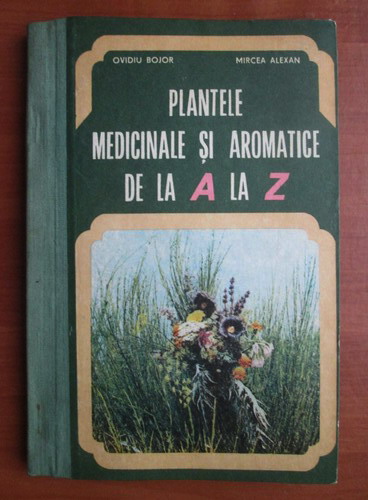 OVIDIU BOJOR MIRCEA ALEXAN
PLANTELE
MEDICINALE ȘI AROMATICE
DE LA A LA Z